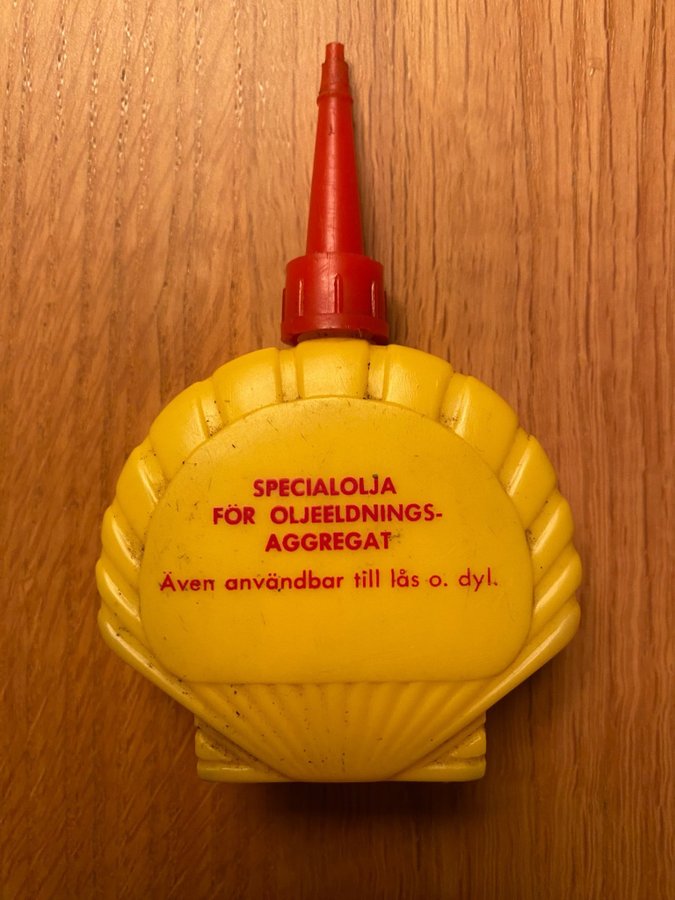 SPECIALOLJA
FÖR OLJEELDNINGS-
AGGREGAT
Även användbar till lås o. dyl.